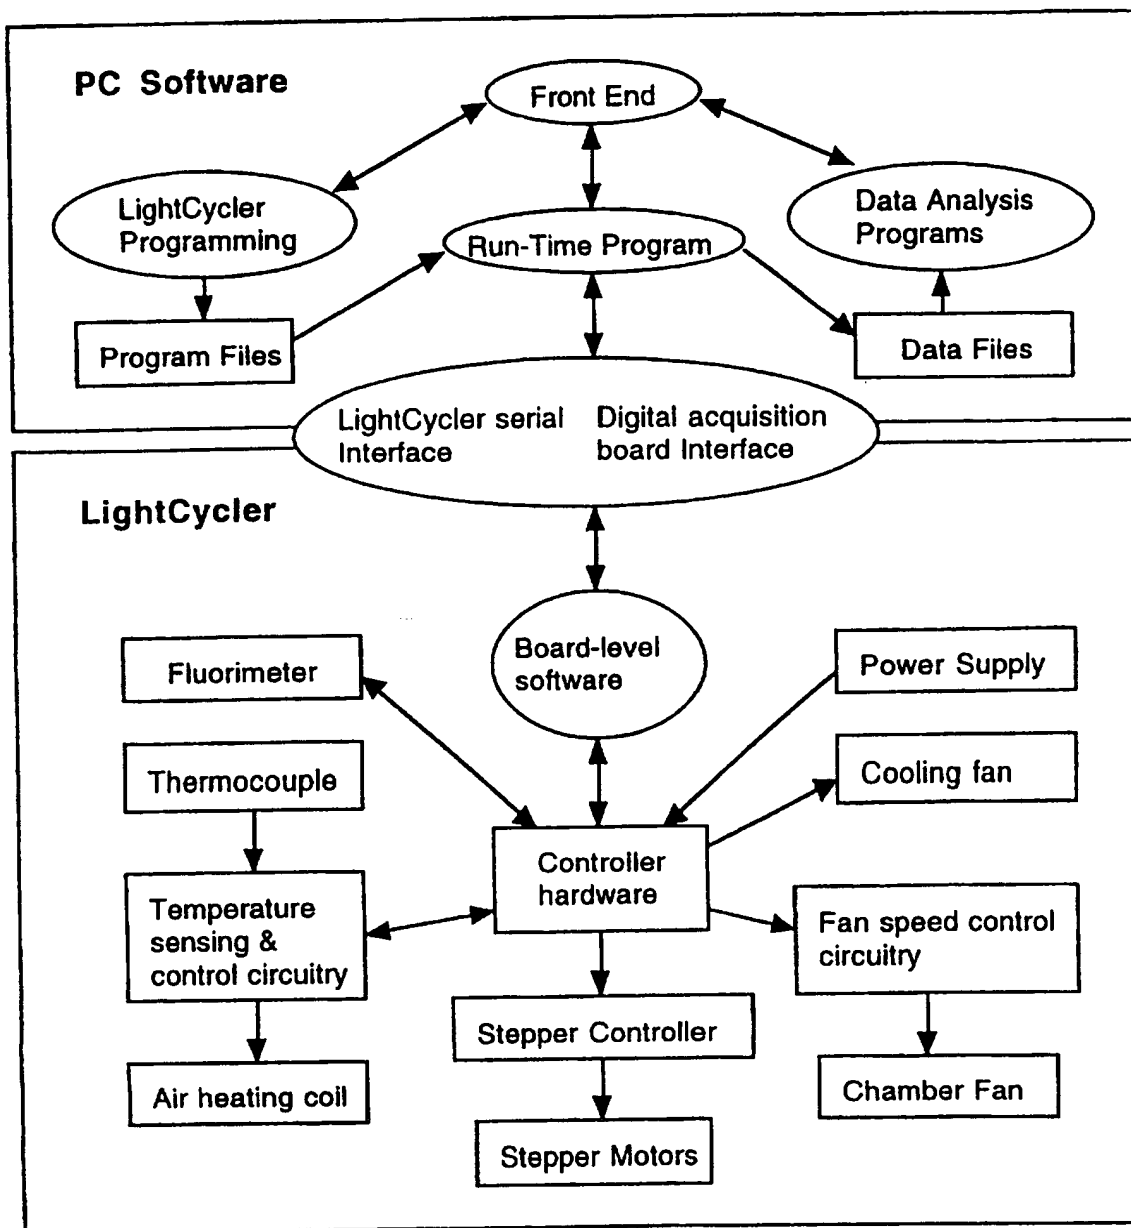 PC Software
Front End
LightCycler
Programming
Run-Time Program
Data Analysis
Programs
Program Files
Data Files
LightCycler serial
Interface
Digital acquisition
board Interface
LightCycler
Board-level
software
Fluorimeter
Power Supply
Thermocouple
Cooling fan
Controller
hardware
Temperature
sensing &
control circuitry
Fan speed control
circuitry
Stepper Controller
Air heating coil
Chamber Fan
Stepper Motors